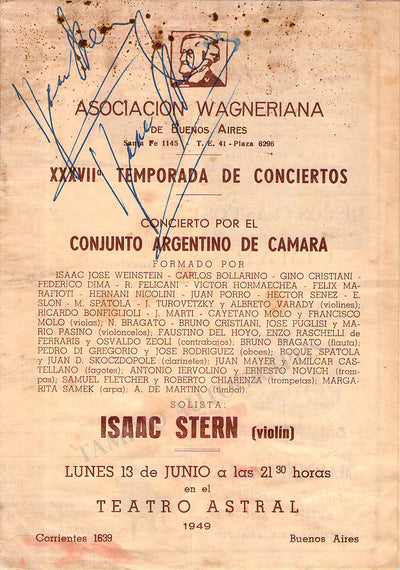 ASOCIACION WAGNERIANA
DE BUENOS AIRES
Santa Fe 1145 - T. E. 41 - Plaza 6296
XXXVIIª TEMPORADA DE CONCIERTOS
CONCIERTO POR EL
CONJUNTO ARGENTINO DE CAMARA
FORMADO POR
ISAAC JOSE WEINSTEIN - CARLOS BOLLARINO - GINO CRISTIANI -
FEDERICO DIMA - R. FELICANI - VICTOR HORMAECHEA - FELIX MA-
RAFIOTI - HERNANI NICOLINI - JUAN PORRO - HECTOR SENEZ - E.
SLON - M. SPATOLA - J. TUROVETZKY y ALBRETO VARADY (violines);
RICARDO BONFIGLIOLI - J. MARTI - CAYETANO MOLO y FRANCISCO
MOLO (violas); N. BRAGATO - BRUNO CRISTIANI, JOSE PUGLISI y MA-
RIO PASINO (violoncelos); FAUSTINO DEL HOYO, ENZO RASCHELLI de
FERRARIS y OSVALDO ZEOLI (contrabajos); BRUNO BRAGATO (flauta);
PEDRO DI GREGORIO y JOSE RODRIGUEZ (oboes); ROQUE SPATOLA
y JUAN D. SKOCZDOPOLE (clarinetes); JUAN MAYER y AMILCAR CAS-
TELLANO (fagotes); ANTONIO IERVOLINO y ERNESTO NOVICH (trom-
pas); SAMUEL FLETCHER y ROBERTO CHIARENZA (trompetas); MARGA-
RITA SAMEK (arpa); A. DE MARTINO (timbal).
SOLISTA:
ISAAC STERN (violín)
LUNES 13 de JUNIO a las 21 30 horas
en el
TEATRO ASTRAL
1949
Corrientes 1639 Buenos Aires